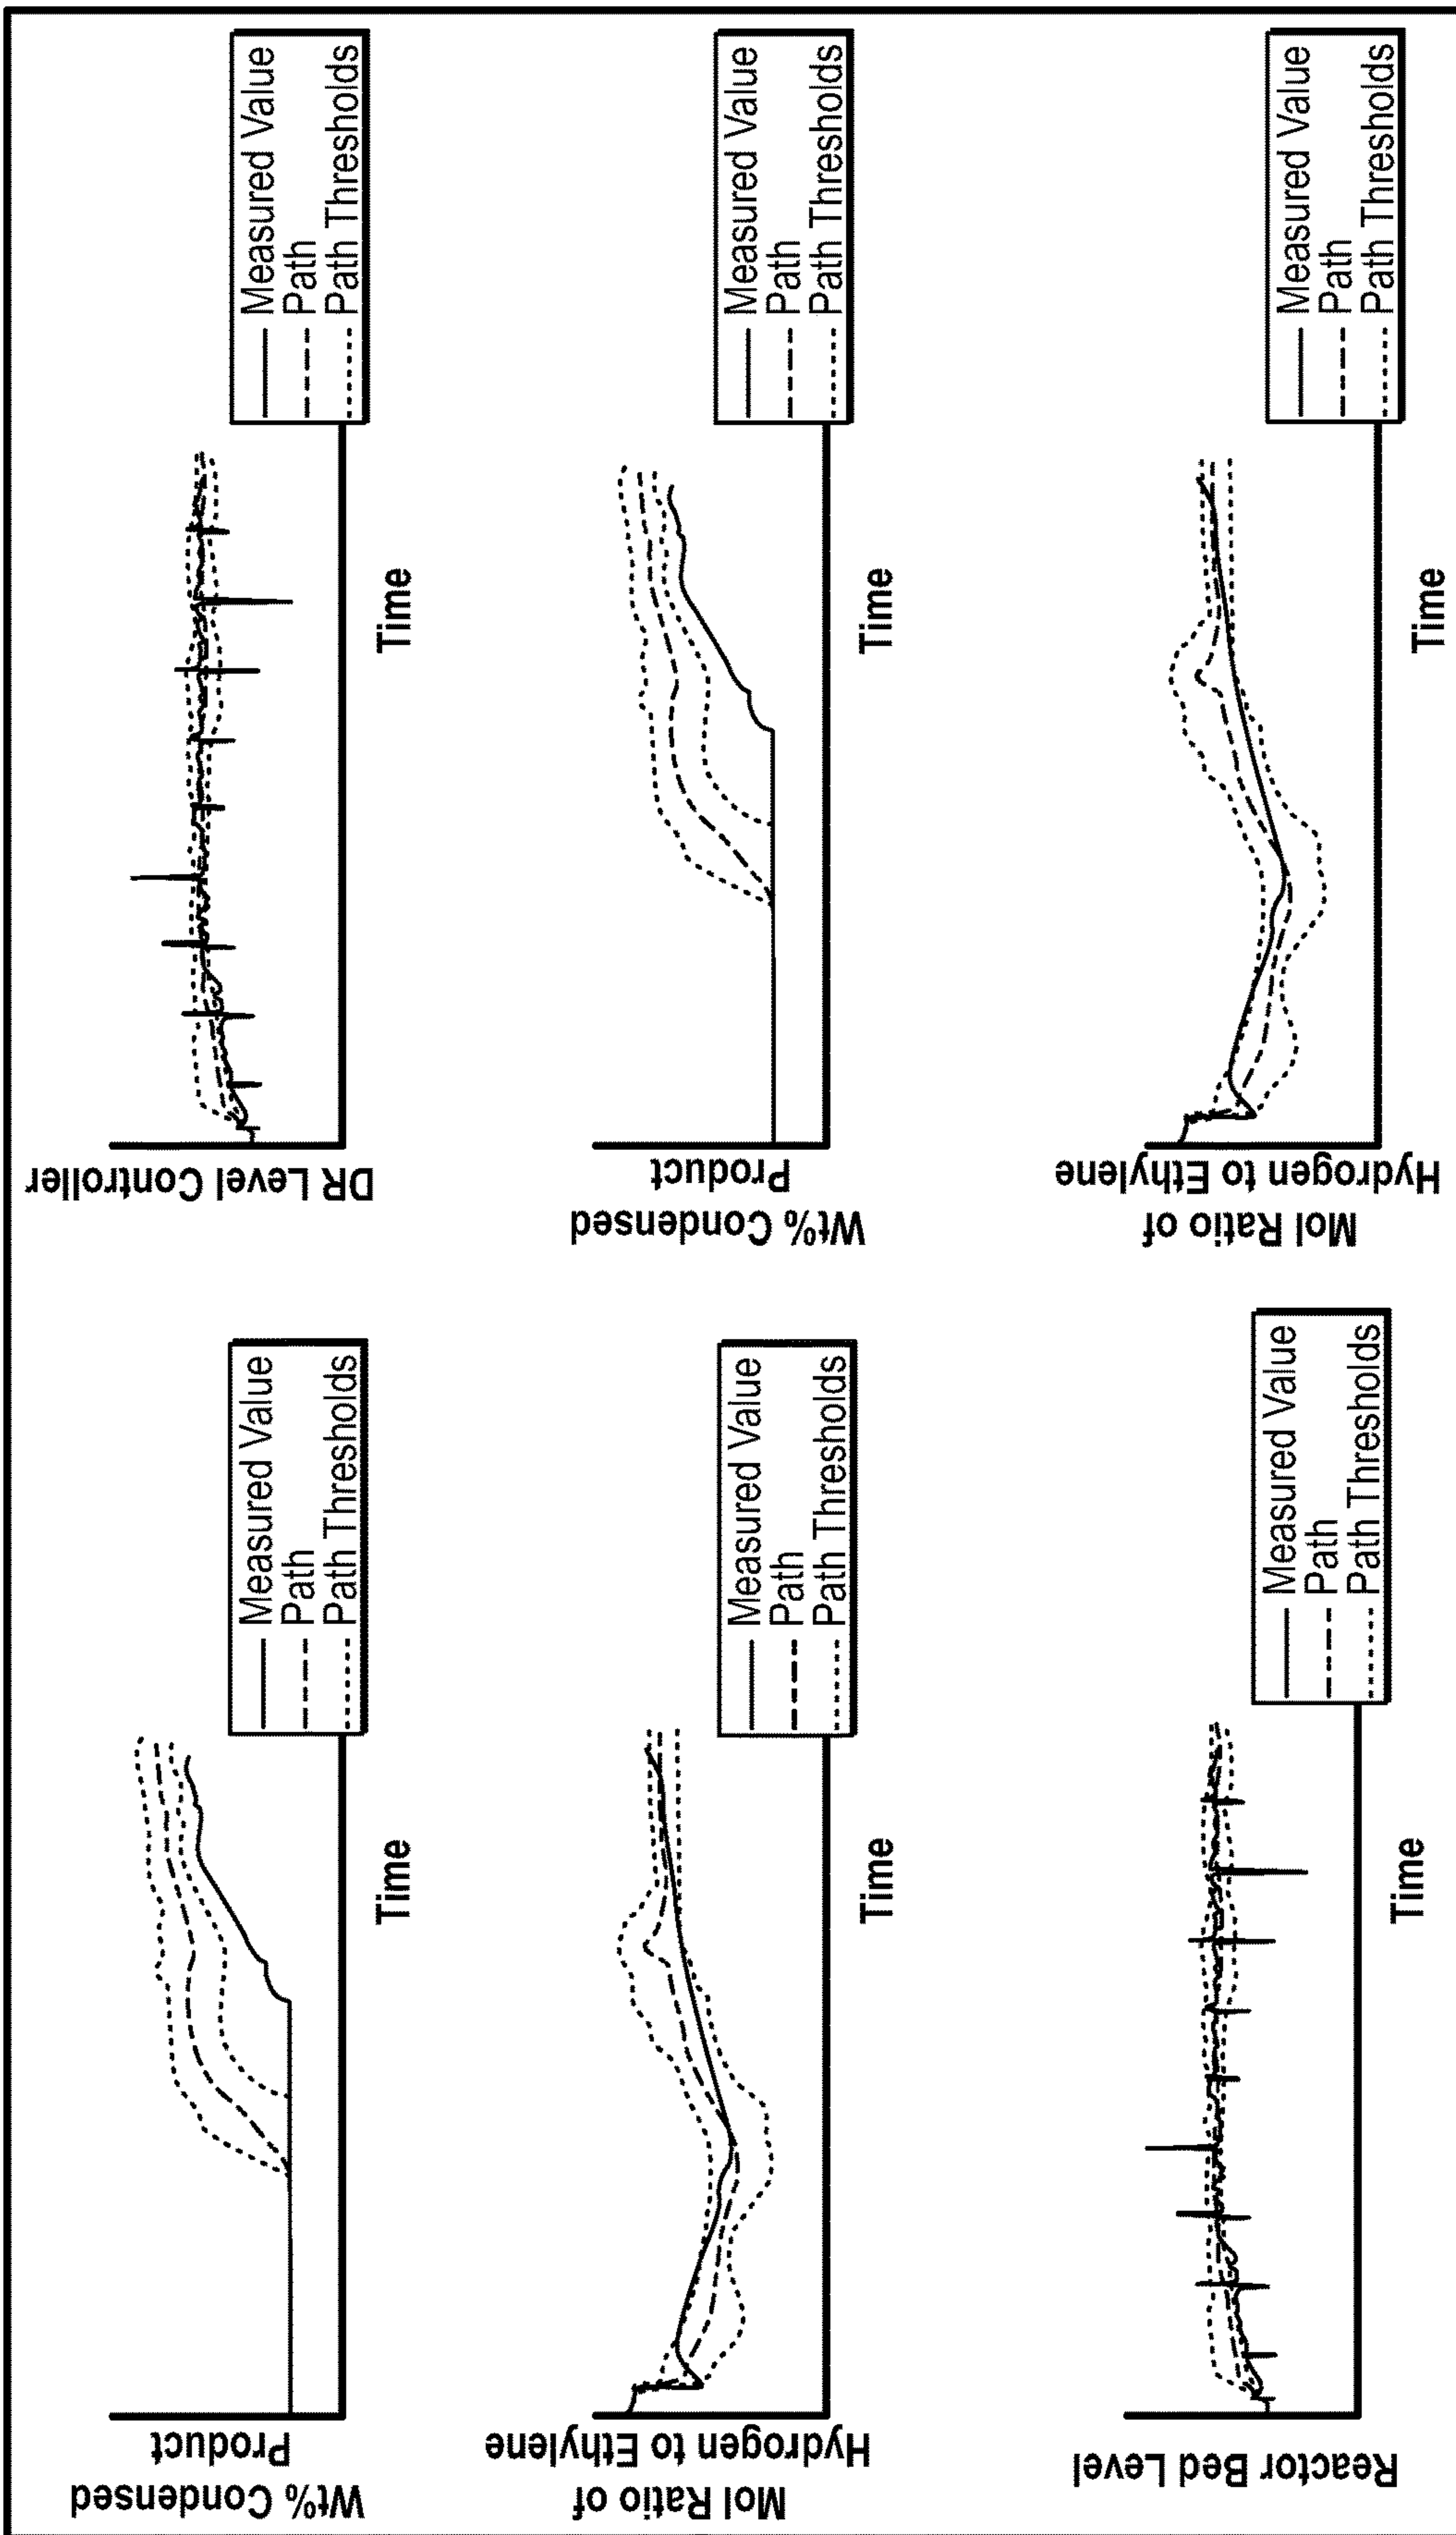 Wt% Condensed
Product
Measured Value
Path
Path Thresholds
Time
DR Level Controller
Measured Value
Path
Path Thresholds
Time
Mol Ratio of
Hydrogen to Ethylene
Measured Value
Path
Path Thresholds
Time
Wt% Condensed
Product
Measured Value
Path
Path Thresholds
Time
Reactor Bed Level
Measured Value
Path
Path Thresholds
Time
Mol Ratio of
Hydrogen to Ethylene
Measured Value
Path
Path Thresholds
Time